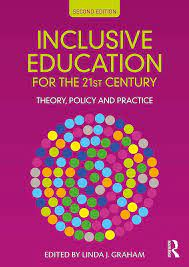 SECOND EDITION
INCLUSIVE
EDUCATION
FOR THE 21ST CENTURY
THEORY, POLICY AND PRACTICE
EDITED BY LINDA J. GRAHAM